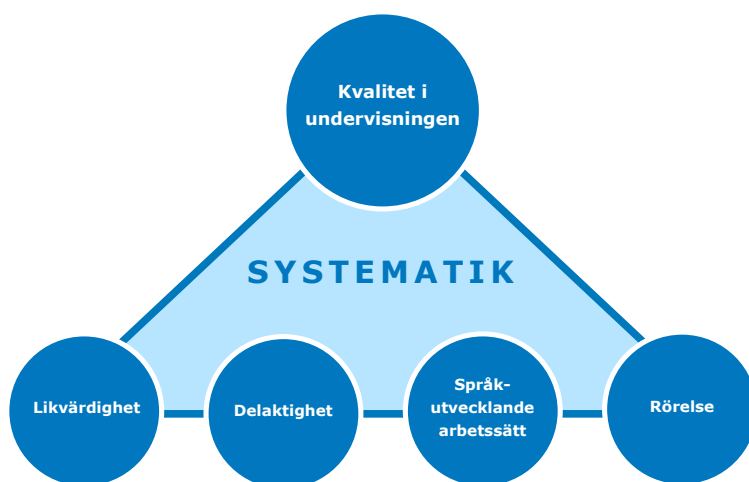 Kvalitet i
undervisningen
SYSTEMATIK
Likvärdighet
Delaktighet
Språk-
utvecklande
arbetssätt
Rörelse